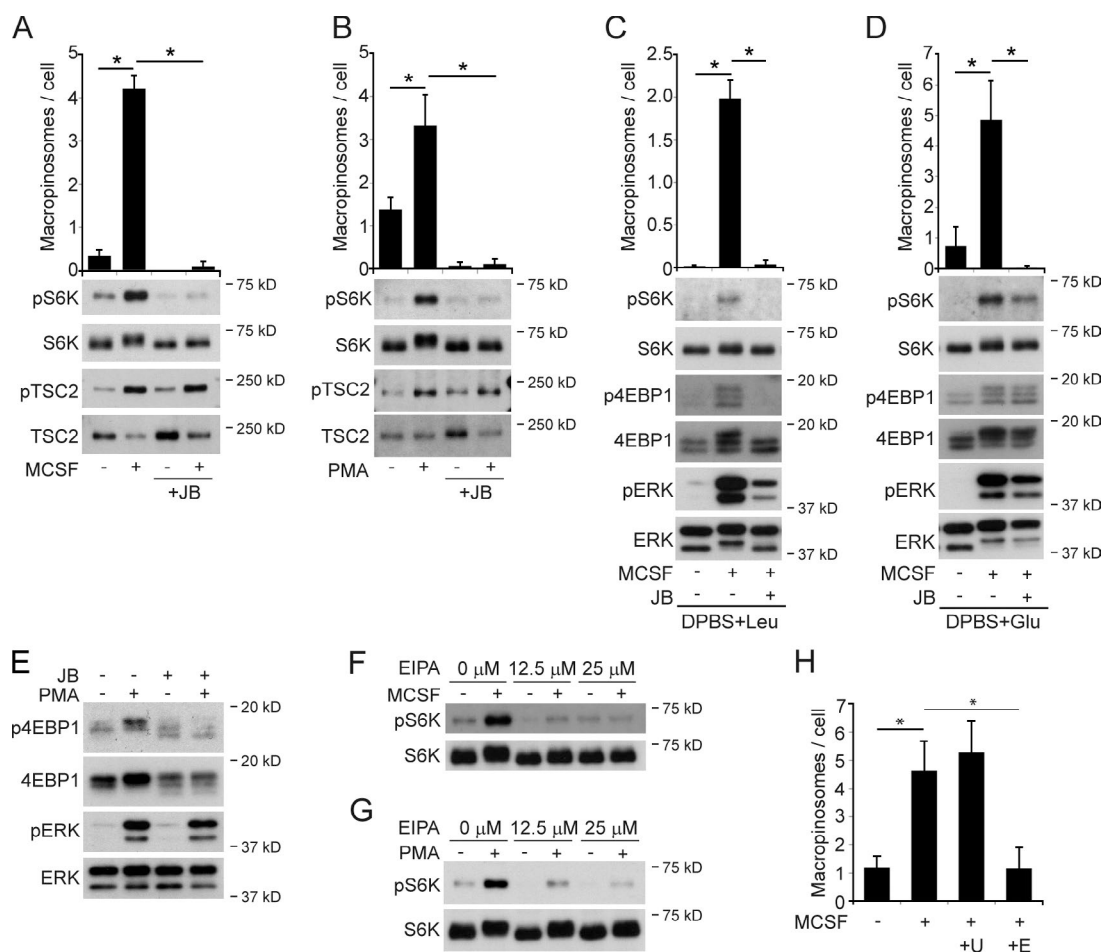 A
Macropinosomes / cell
5
4
3
2
1
0
*
*
pS6K
- 75 kD
S6K
- 75 kD
pTSC2
- 250 kD
TSC2
- 250 kD
MCSF - + - +
+JB
B
Macropinosomes / cell
5
4
3
2
1
0
*
*
pS6K
- 75 kD
S6K
- 75 kD
pTSC2
- 250 kD
TSC2
- 250 kD
PMA - + - +
+JB
C
Macropinosomes / cell
2.5
2.0
1.5
1.0
0.5
0
*
*
pS6K
- 75 kD
S6K
- 75 kD
p4EBP1
- 20 kD
4EBP1
- 20 kD
pERK
- 37 kD
ERK
- 37 kD
MCSF - + +
JB - - +
DPBS+Leu
D
Macropinosomes / cell
7
6
5
4
3
2
1
0
*
*
pS6K
- 75 kD
S6K
- 75 kD
p4EBP1
- 20 kD
4EBP1
- 20 kD
pERK
- 37 kD
ERK
- 37 kD
MCSF - + +
JB - - +
DPBS+Glu
E
JB - - + +
PMA - + - +
p4EBP1
- 20 kD
4EBP1
- 20 kD
pERK
- 37 kD
ERK
- 37 kD
F
EIPA 0 μM 12.5 μM 25 μM
MCSF - + - + - +
pS6K
- 75 kD
S6K
- 75 kD
G
EIPA 0 μM 12.5 μM 25 μM
PMA - + - + - +
pS6K
- 75 kD
S6K
- 75 kD
H
Macropinosomes / cell
7
6
5
4
3
2
1
0
*
*
MCSF - + + +
+U +E